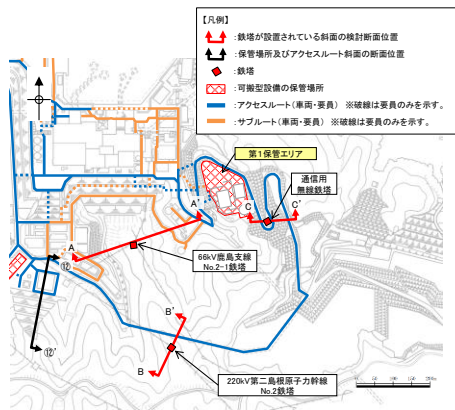 【凡例】
:鉄塔が設置されている斜面の検討断面位置
:保管場所及びアクセスルート斜面の断面位置
:鉄塔
:可搬型設備の保管場所
:アクセスルート(車両・要員) ※破線は要員のみを示す。
:サブルート(車両・要員) ※破線は要員のみを示す。
第1保管エリア
通信用
無線鉄塔
A'
C
C'
A
66kV鹿島支線
No.2-1鉄塔
⑫
B'
⑫'
B
220kV第二島根原子力幹線
No.2鉄塔